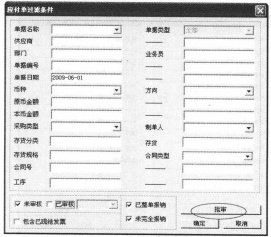 应付单过滤条件
单据名称 单据类型 工序
供应商
部门 业务员
单据编号
单据日期 2009-06-01
币种 方向
原币金额
本币金额
采购类型 制单人
存货分类 存货
存货规格 合同类型
合同号
工序
未审核 已审核 已整单报销 批审
包含已现结发票 未完全报销 确定 取消